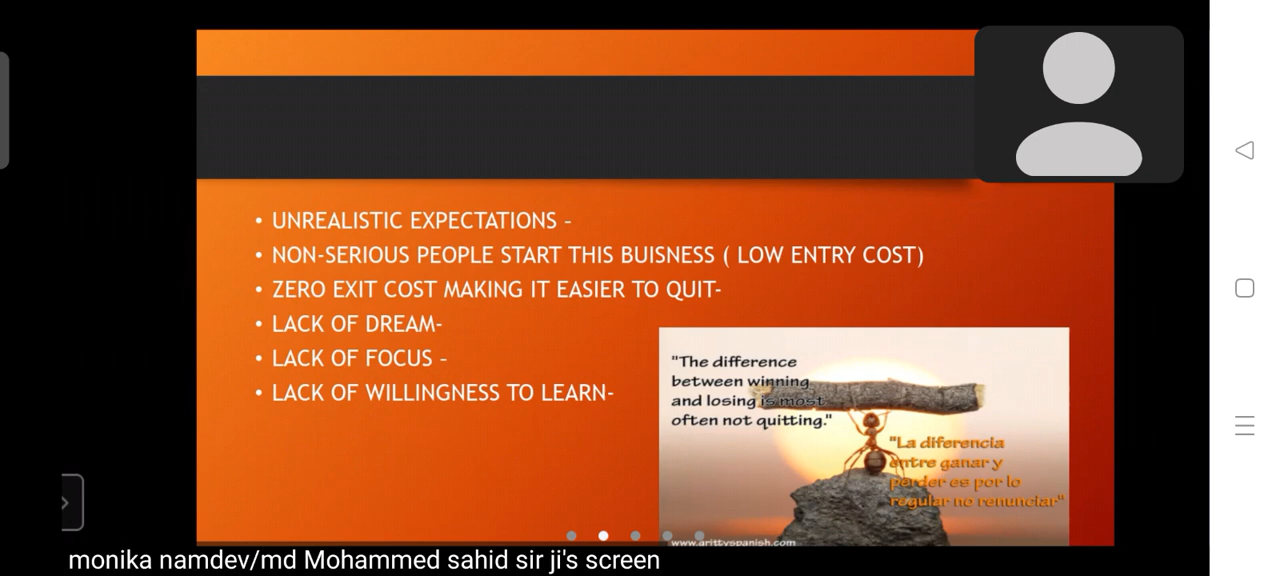 • UNREALISTIC EXPECTATIONS –
• NON-SERIOUS PEOPLE START THIS BUISNESS ( LOW ENTRY COST)
• ZERO EXIT COST MAKING IT EASIER TO QUIT-
• LACK OF DREAM-
• LACK OF FOCUS –
• LACK OF WILLINGNESS TO LEARN-
"The difference
between winning
and losing is most
often not quitting."
"La diferencia
entre ganar y
perder es por lo
regular no renunciar"
www.grittyspanish.com
monika namdev/md Mohammed sahid sir ji's screen